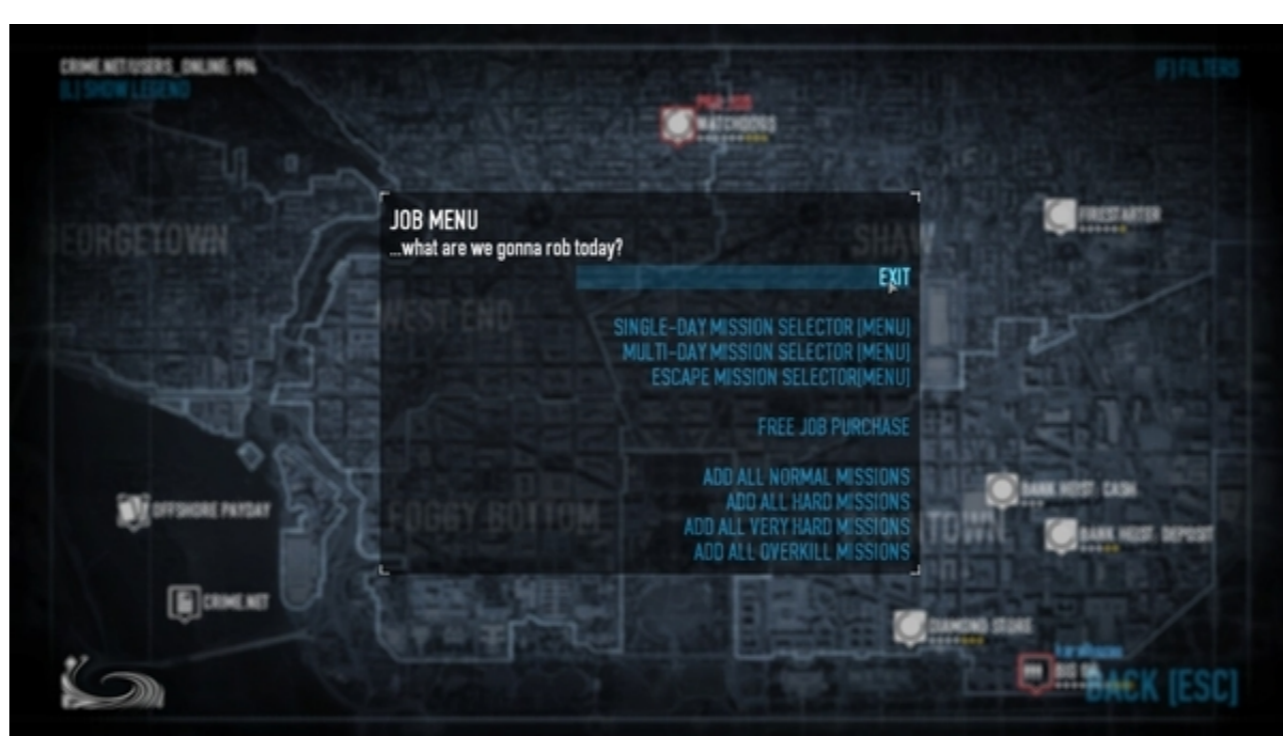 CRIME.NET/USERS_ONLINE: 994
[L] SHOW LEGEND
[F] FILTERS
PRO JOB
WATCHDOGS
FIRESTARTER
SHAW
WEST END
JOB MENU
...what are we gonna rob today?
EXIT
SINGLE-DAY MISSION SELECTOR (MENU)
MULTI-DAY MISSION SELECTOR (MENU)
ESCAPE MISSION SELECTOR(MENU)
FREE JOB PURCHASE
ADD ALL NORMAL MISSIONS
ADD ALL HARD MISSIONS
ADD ALL VERY HARD MISSIONS
ADD ALL OVERKILL MISSIONS
EORGETOWN
FOGGY BOTTOM
BANK HEIST: CASH
BANK HEIST: DEPOSIT
OFFSHORE PAYDAY
CRIME.NET
DIAMOND STORE
BACK [ESC]